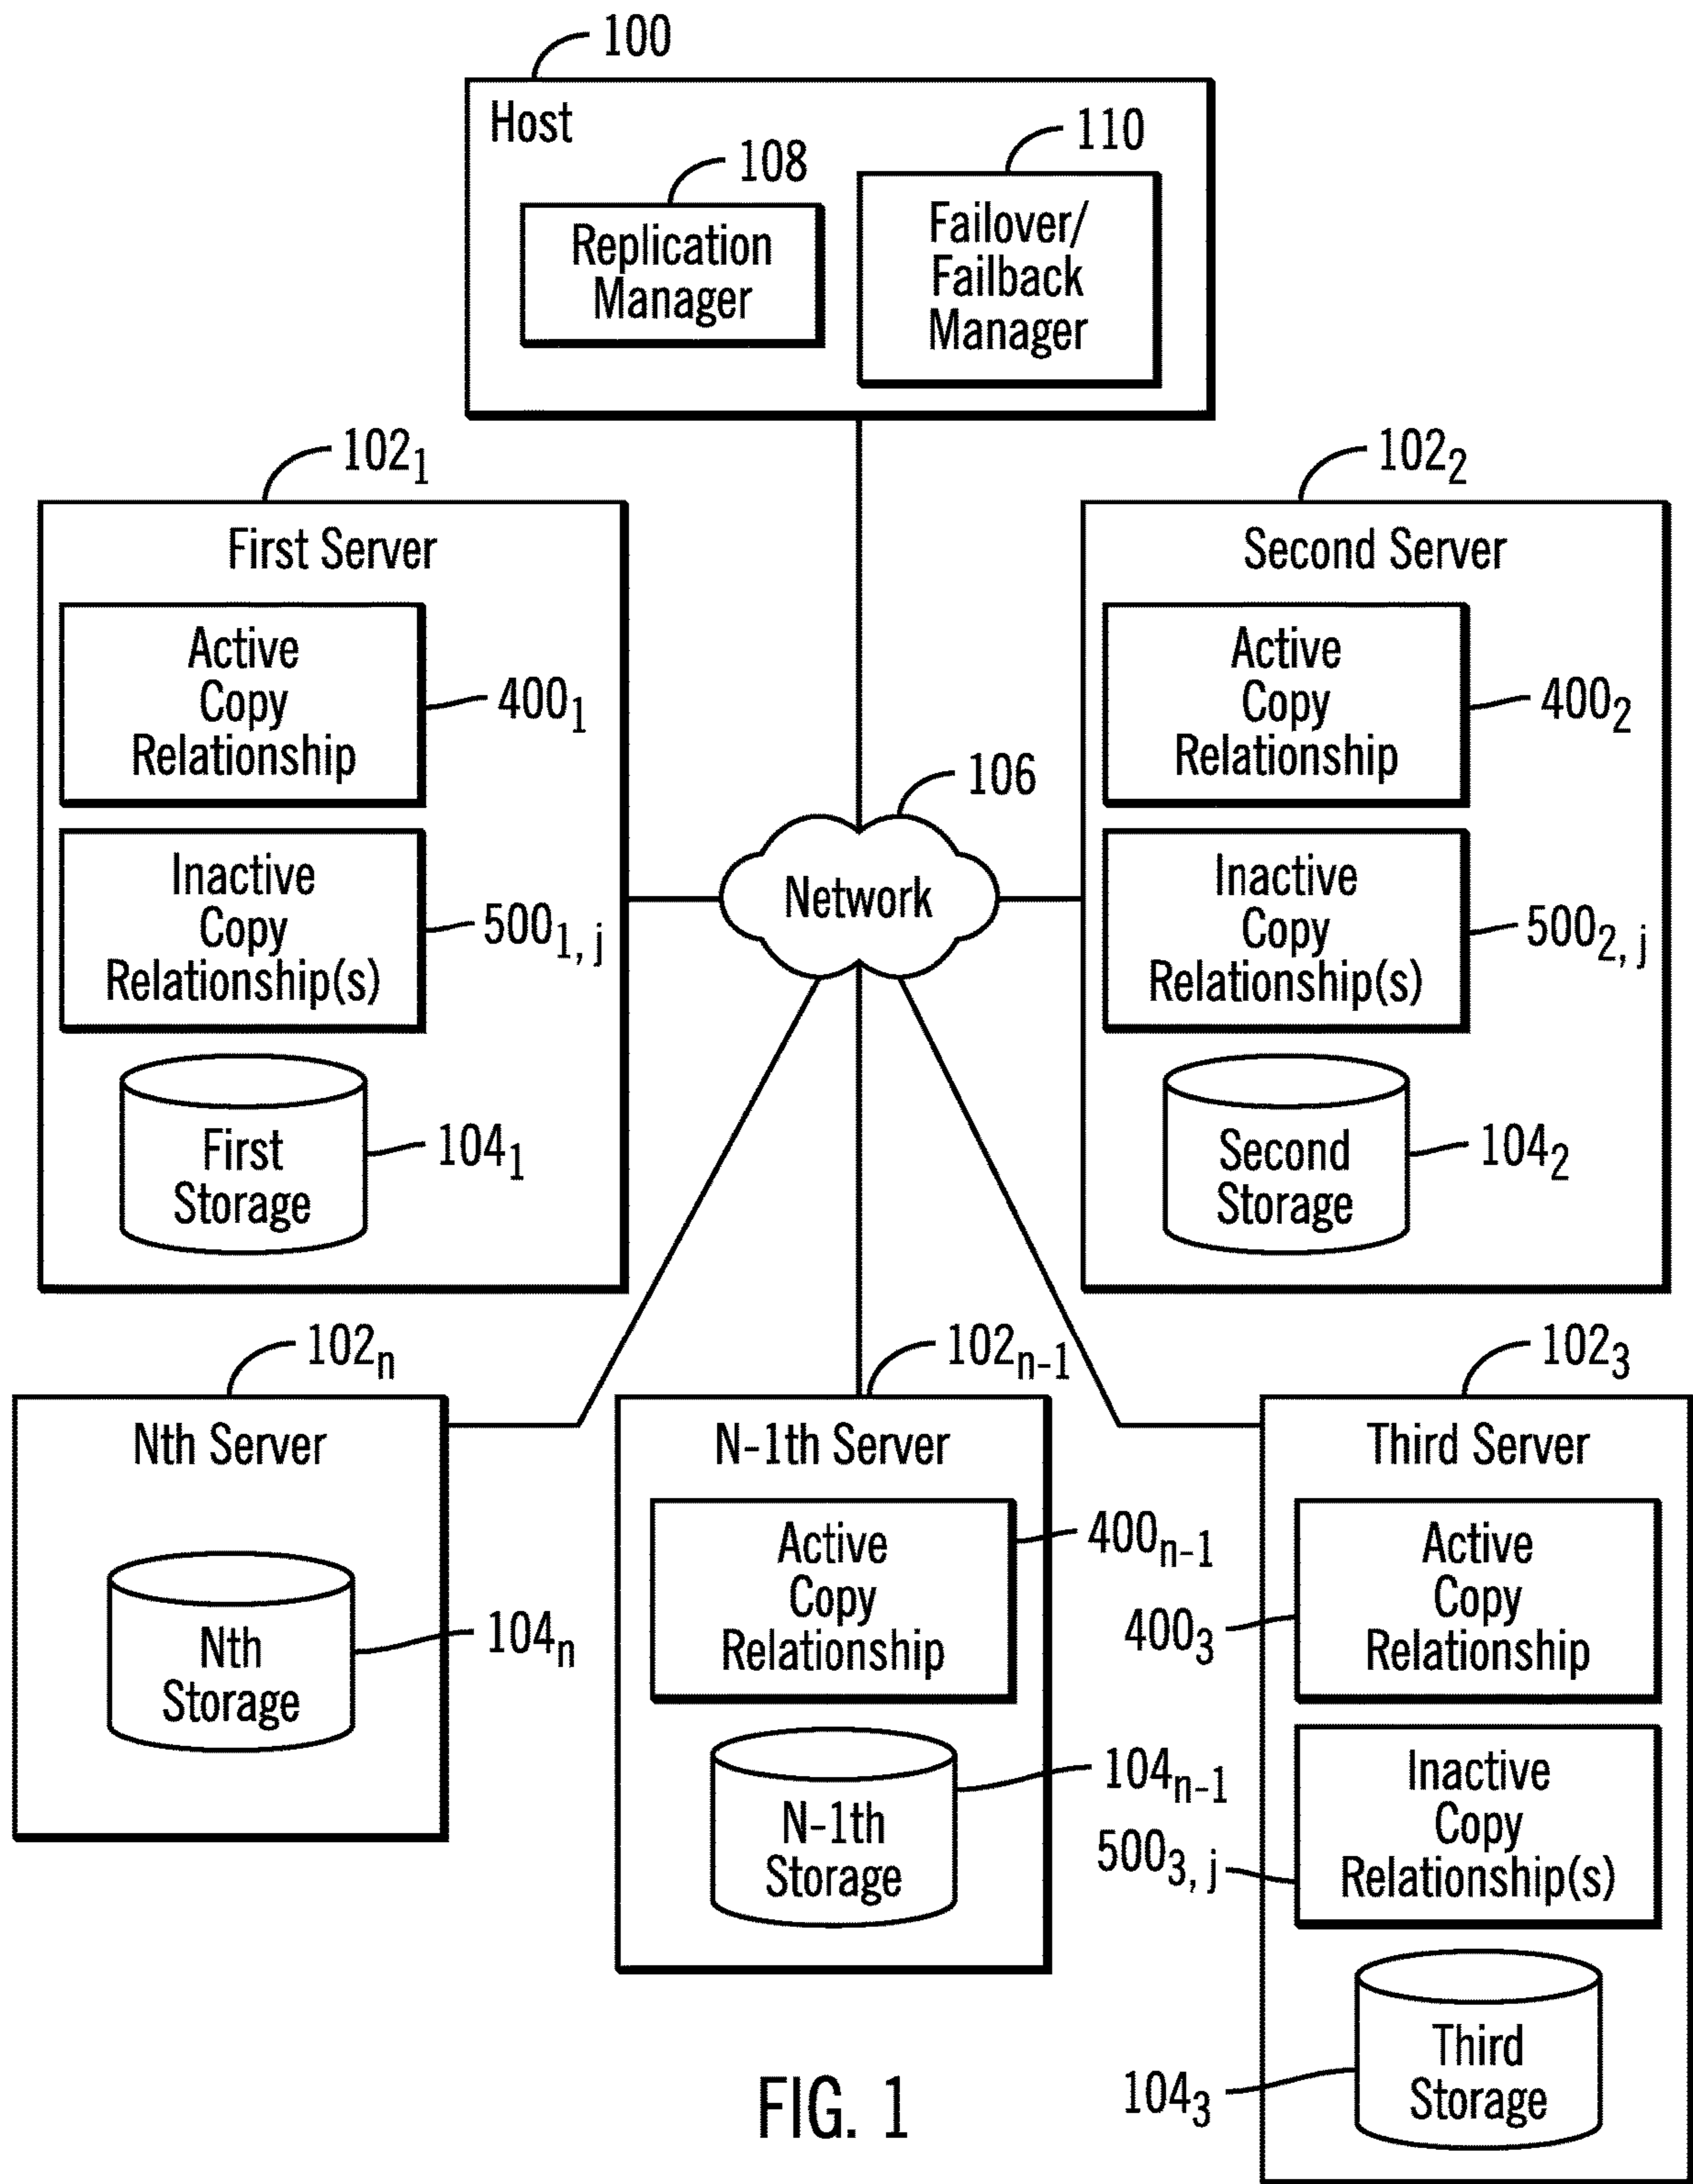 100
Host
108
110
Replication
Manager
Failover/
Failback
Manager
102₁
First Server
Active
Copy
Relationship
400₁
Inactive
Copy
Relationship(s)
500₁, j
First
Storage
104₁
102₂
Second Server
Active
Copy
Relationship
400₂
Inactive
Copy
Relationship(s)
500₂, j
Second
Storage
104₂
106
Network
102n
Nth Server
Nth
Storage
104n
102n-1
N-1th Server
Active
Copy
Relationship
400n-1
N-1th
Storage
104n-1
102₃
Third Server
Active
Copy
Relationship
400₃
Inactive
Copy
Relationship(s)
500₃, j
Third
Storage
104₃
FIG. 1